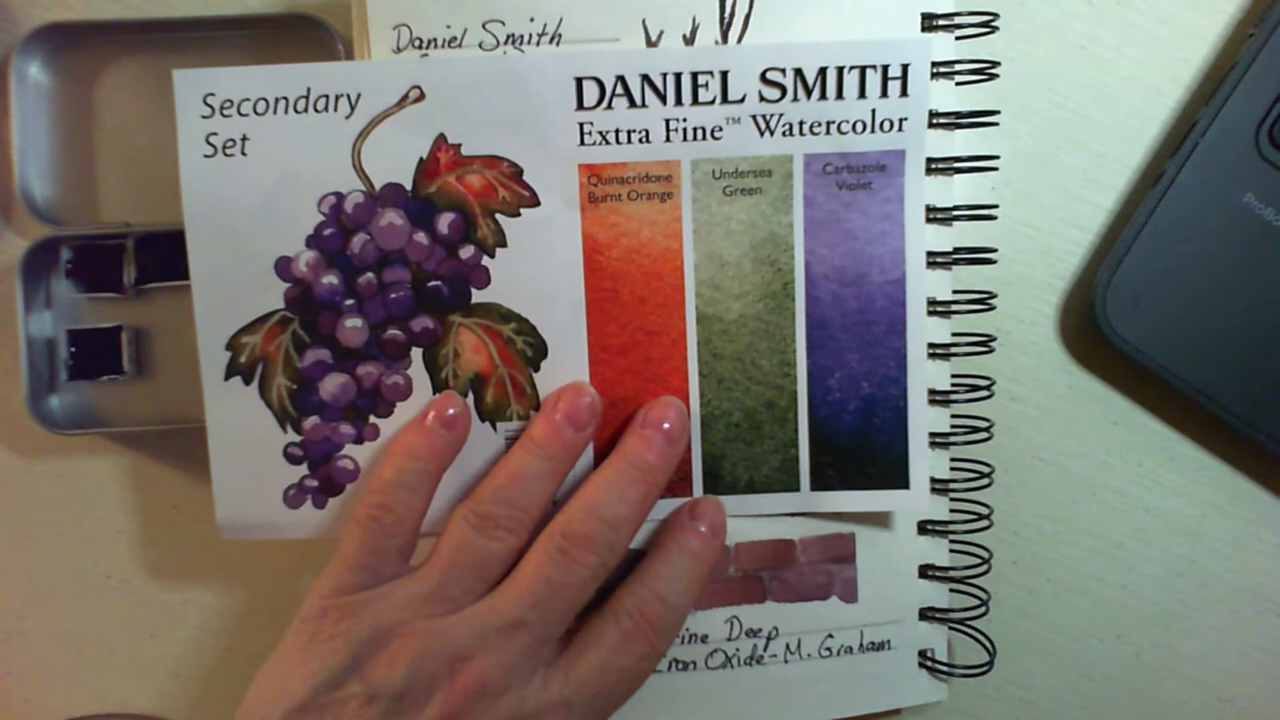 Daniel Smith
Secondary
Set
DANIEL SMITH
Extra Fine™ Watercolor
Quinacridone
Burnt Orange
Undersea
Green
Carbazole
Violet
Deep
Iron Oxide-M. Graham